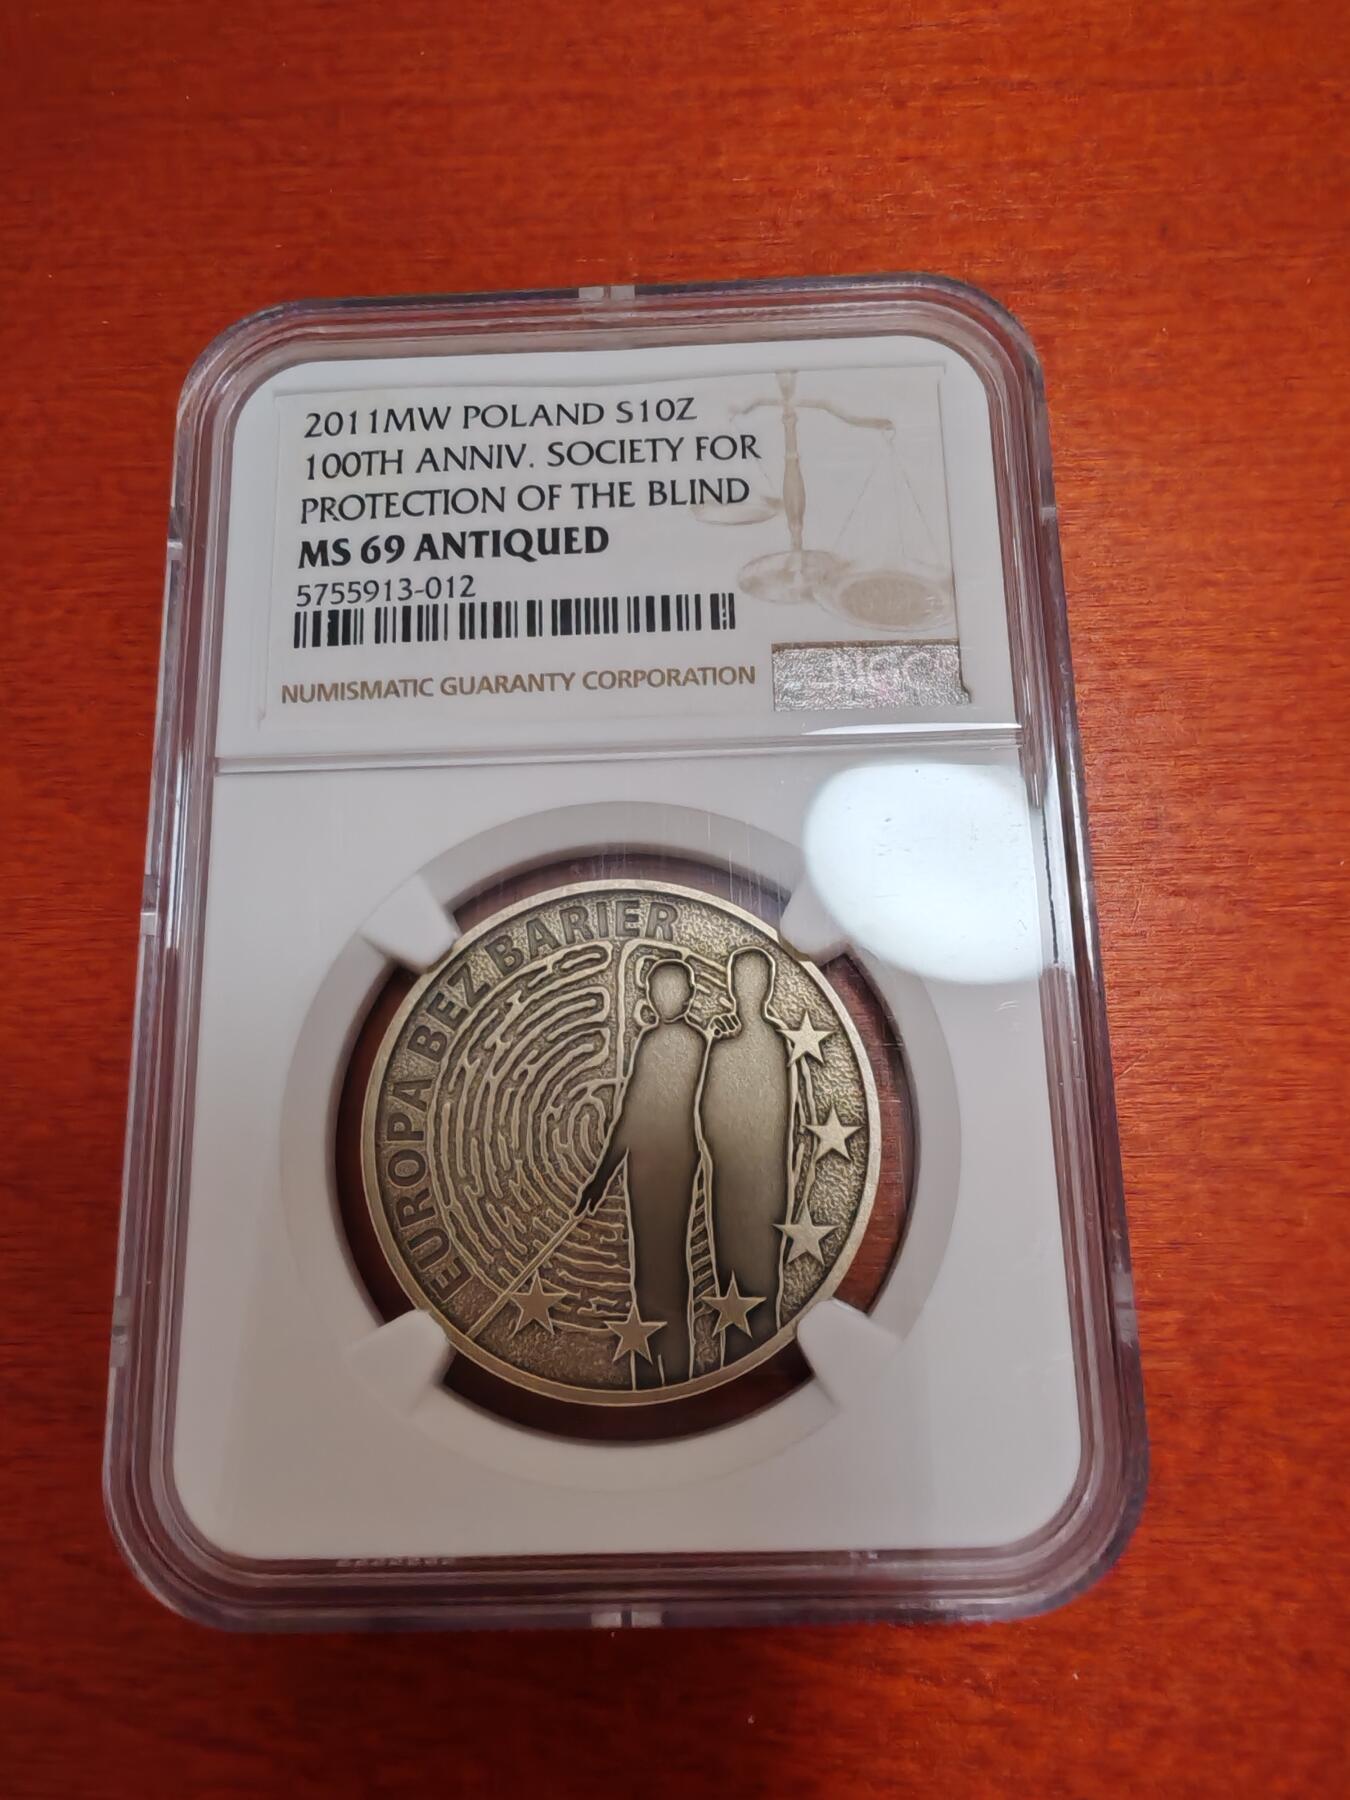 2011MW POLAND S10Z
100TH ANNIV. SOCIETY FOR
PROTECTION OF THE BLIND
MS 69 ANTIQUED
5755913-012
NUMISMATIC GUARANTY CORPORATION
NGC
EUROPA BEZ BARIER